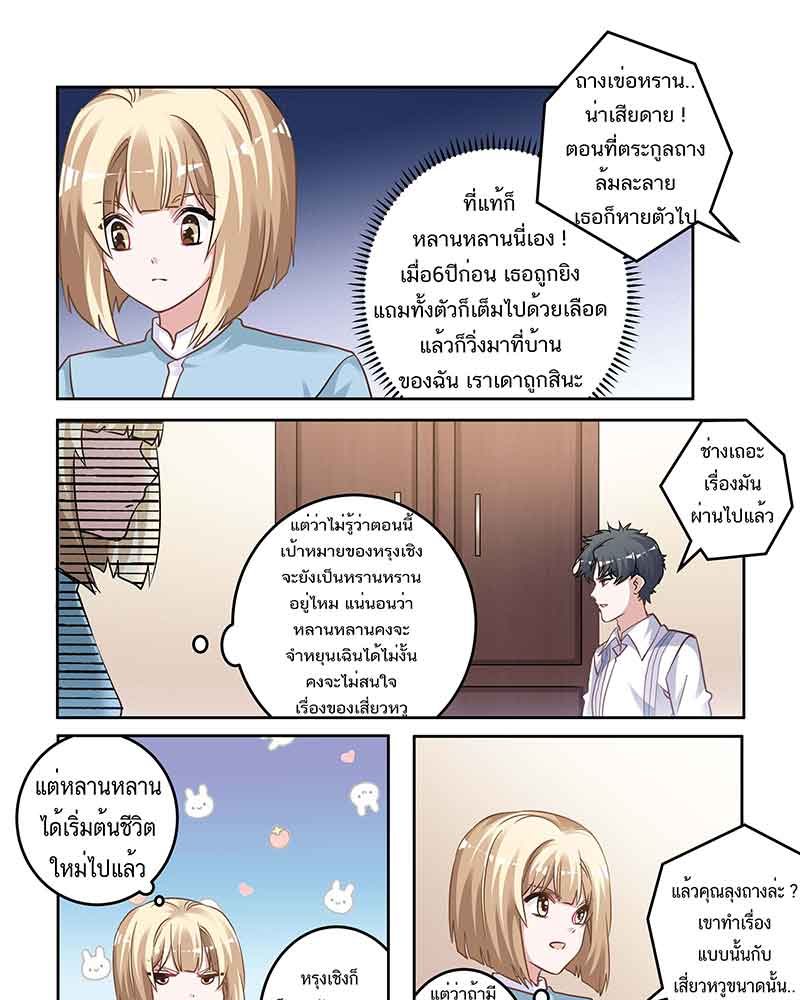 ถางเข่อหราน..
น่าเสียดาย !
ตอนที่ตระกูลถาง
ล้มละลาย
เธอก็หายตัวไป
ที่แท้ก็
หลานหลานนี่เอง !
เมื่อ6ปีก่อน เธอถูกยิง
แถมทั้งตัวก็เต็มไปด้วยเลือด
แล้วก็วิ่งมาที่บ้าน
ของฉัน เราเดาถูกสินะ
ช่างเถอะ
เรื่องมัน
ผ่านไปแล้ว
แต่ว่าไม่รู้ว่าตอนนี้
เป้าหมายของหรุงเชิง
จะยังเป็นหรานหราน
อยู่ไหม แน่นอนว่า
หลานหลานคงจะ
จำหยุนเฉินได้ไม่งั้น
คงจะไม่สนใจ
เรื่องของเสี่ยวหวู
แต่หลานหลาน
ได้เริ่มต้นชีวิต
ใหม่ไปแล้ว
หรุงเชิงก็
แล้วคุณลุงถางล่ะ ?
เขาทำเรื่อง
แบบนั้นกับ
เสี่ยวหวูขนาดนั้น..
แต่ว่าถ้ามี